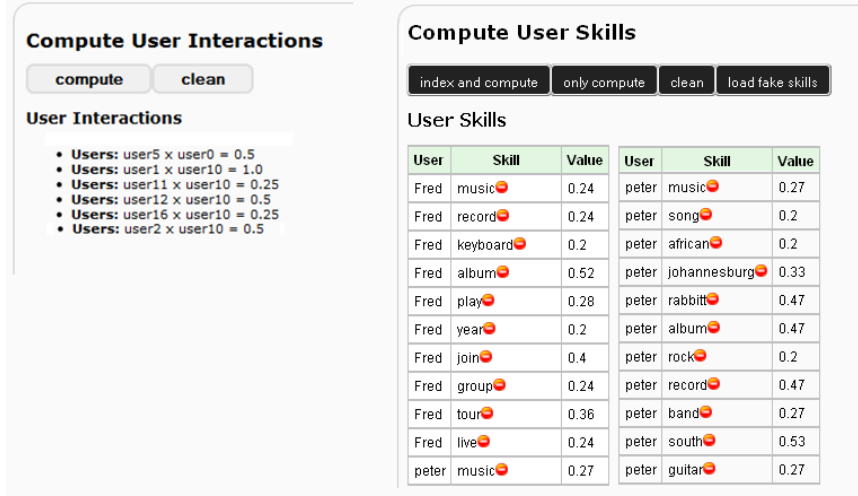 Compute User Interactions
compute clean
User Interactions
• Users: user5 x user0 = 0.5
• Users: user1 x user10 = 1.0
• Users: user11 x user10 = 0.25
• Users: user12 x user10 = 0.5
• Users: user16 x user10 = 0.25
• Users: user2 x user10 = 0.5
Compute User Skills
index and compute only compute clean load fake skills
User Skills
User Skill Value
Fred music 0.24
Fred record 0.24
Fred keyboard 0.2
Fred album 0.52
Fred play 0.28
Fred year 0.2
Fred join 0.4
Fred group 0.24
Fred tour 0.36
Fred live 0.24
peter music 0.27
User Skill Value
peter music 0.27
peter song 0.2
peter african 0.2
peter johannesburg 0.33
peter rabbitt 0.47
peter album 0.47
peter rock 0.2
peter record 0.47
peter band 0.27
peter south 0.53
peter guitar 0.27